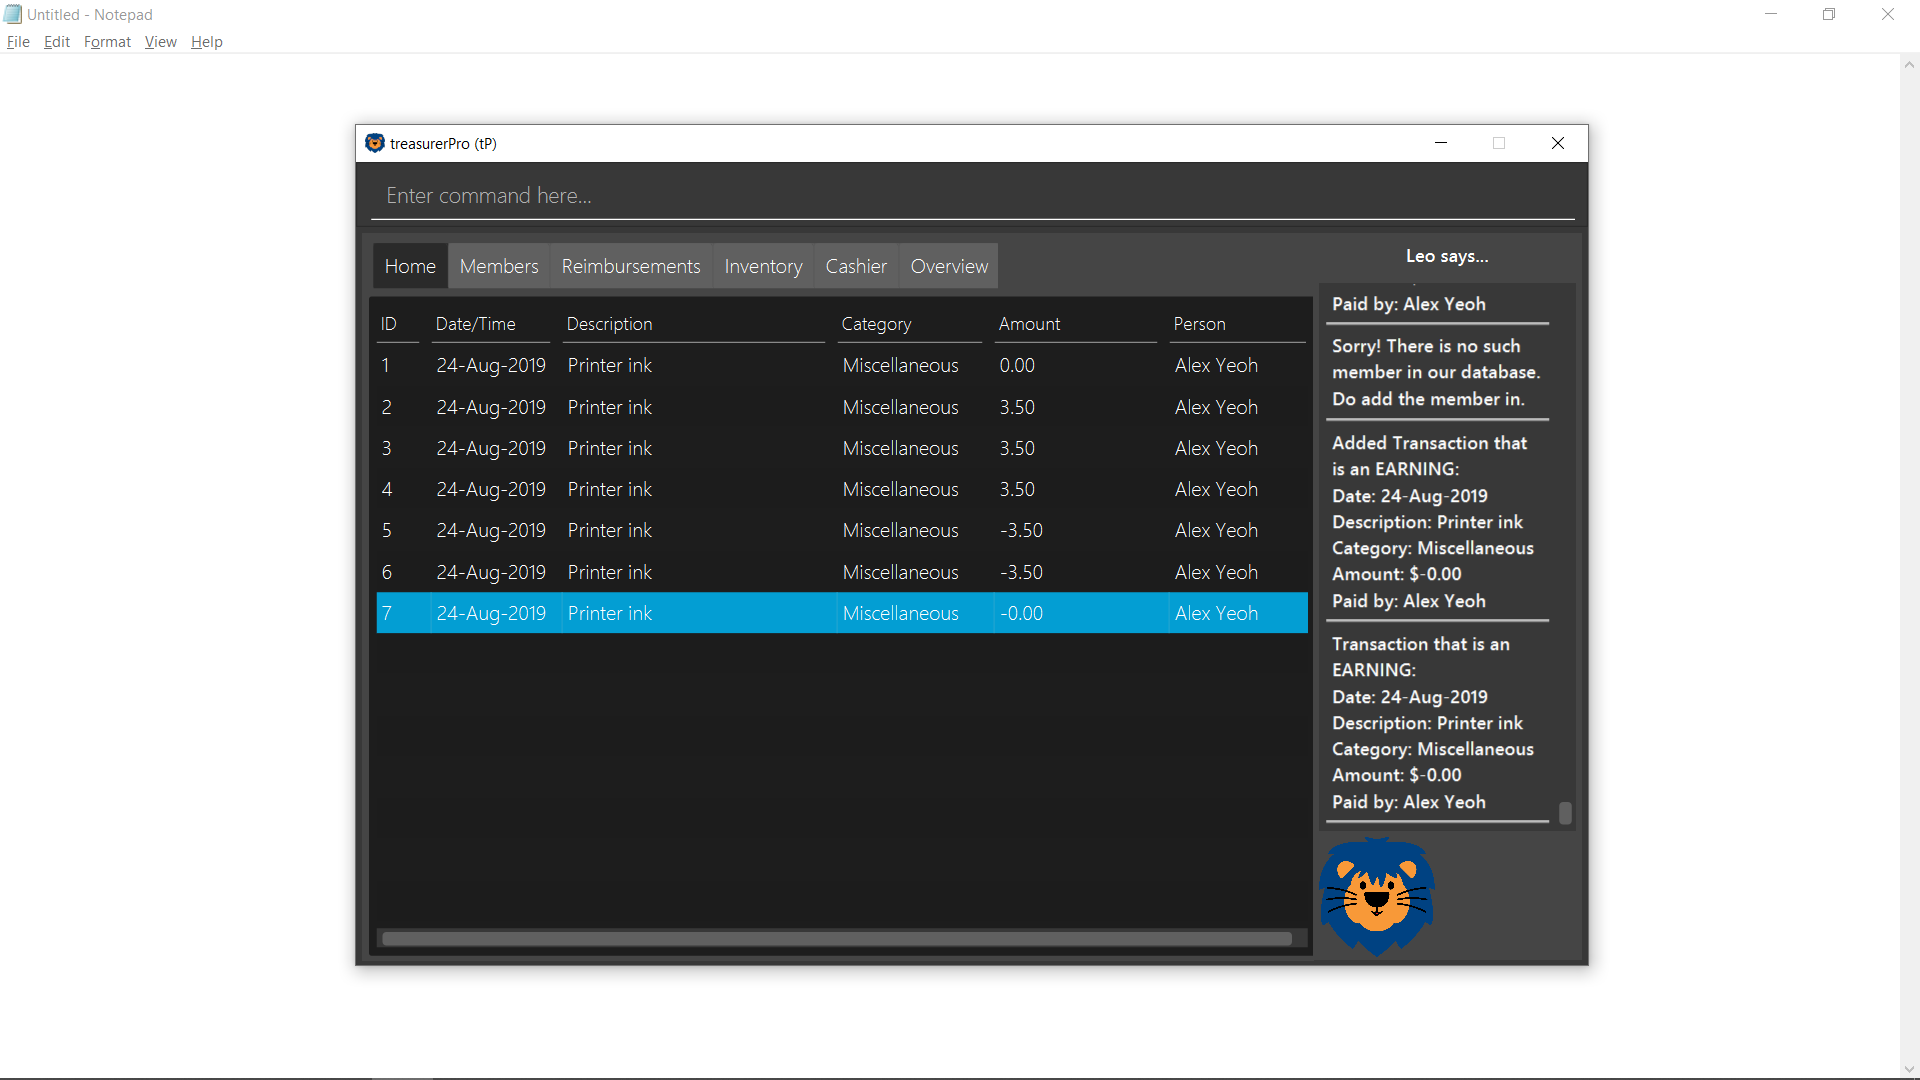 Untitled - Notepad
File Edit Format View Help
treasurerPro (tP)
Enter command here...
Home Members Reimbursements Inventory Cashier Overview
ID Date/Time Description Category Amount Person
1 24-Aug-2019 Printer ink Miscellaneous 0.00 Alex Yeoh
2 24-Aug-2019 Printer ink Miscellaneous 3.50 Alex Yeoh
3 24-Aug-2019 Printer ink Miscellaneous 3.50 Alex Yeoh
4 24-Aug-2019 Printer ink Miscellaneous 3.50 Alex Yeoh
5 24-Aug-2019 Printer ink Miscellaneous -3.50 Alex Yeoh
6 24-Aug-2019 Printer ink Miscellaneous -3.50 Alex Yeoh
7 24-Aug-2019 Printer ink Miscellaneous -0.00 Alex Yeoh
Leo says...
Paid by: Alex Yeoh
Sorry! There is no such
member in our database.
Do add the member in.
Added Transaction that
is an EARNING:
Date: 24-Aug-2019
Description: Printer ink
Category: Miscellaneous
Amount: $-0.00
Paid by: Alex Yeoh
Transaction that is an
EARNING:
Date: 24-Aug-2019
Description: Printer ink
Category: Miscellaneous
Amount: $-0.00
Paid by: Alex Yeoh